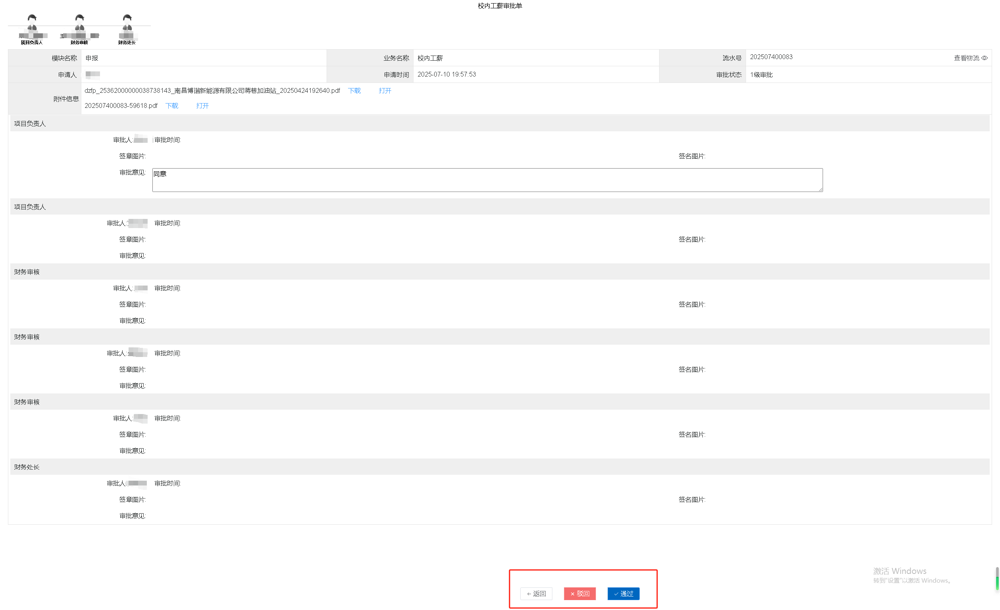 校内工薪审批单
项目负责人 财务审核 财务处长
模块名称 申报 业务名称 校内工薪 流水号 202507400083 查看物流
申请人 申请时间 2025-07-10 19:57:53 审批状态 1级审批
附件信息
dzfp_25362000000038738143_南昌博谐新能源有限公司蒋巷加油站_20250424192640.pdf 下载 打开
202507400083-59618.pdf 下载 打开
项目负责人
审批人: 审批时间:
签章图片: 签名图片:
审批意见: 同意
项目负责人
审批人: 审批时间:
签章图片: 签名图片:
审批意见:
财务审核
审批人: 审批时间:
签章图片: 签名图片:
审批意见:
财务审核
审批人: 审批时间:
签章图片: 签名图片:
审批意见:
财务审核
审批人: 审批时间:
签章图片: 签名图片:
审批意见:
财务处长
审批人 审批时间:
签章图片: 签名图片:
审批意见:
激活 Windows
转到"设置"以激活 Windows。
返回 驳回 通过